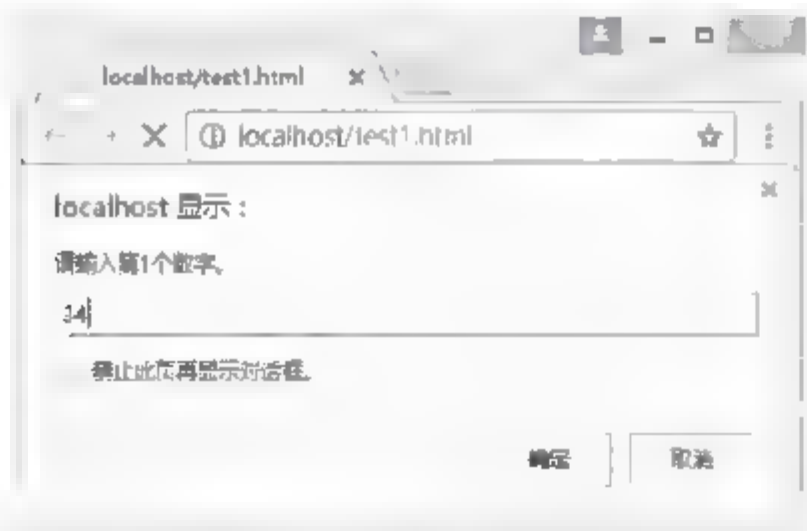 localhost/test1.html
localhost/test1.html
localhost 显示：
请输入第1个数字。
34
禁止此页再显示对话框。
确定
取消